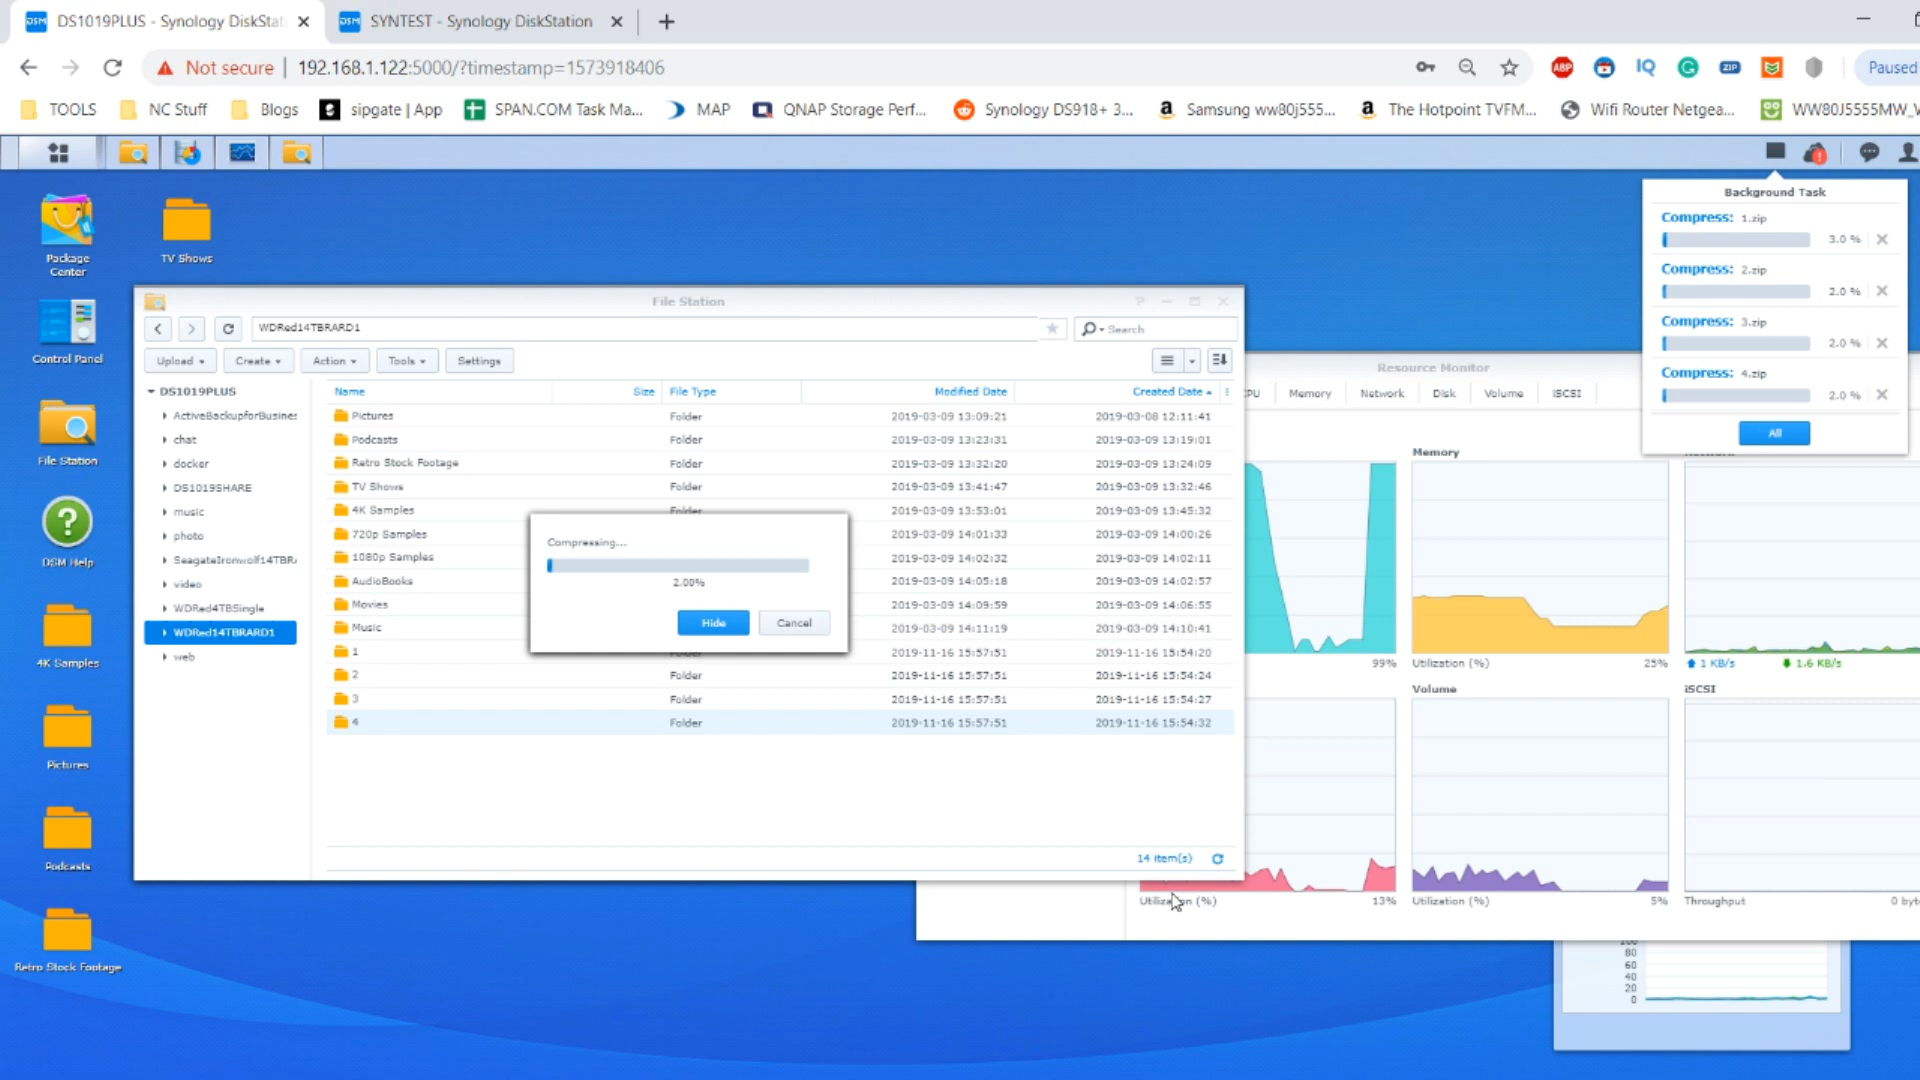 DS1019PLUS - Synology DiskStat
SYNTEST - Synology DiskStation
Not secure
192.168.1.122:5000/?timestamp=1573918406
ABP
IQ
ZIP
Paused
TOOLS
NC Stuff
Blogs
sipgate | App
SPAN.COM Task Ma...
MAP
QNAP Storage Perf...
Synology DS918+ 3...
Samsung ww80j555...
The Hotpoint TVFM...
Wifi Router Netgea...
WW80J5555MW_V
Package
Center
TV Shows
Control Panel
File Station
DSM Help
4K Samples
Pictures
Podcasts
Retro Stock Footage
Background Task
Compress: 1.zip
3.0 %
Compress: 2.zip
2.0 %
Compress: 3.zip
2.0 %
Compress: 4.zip
2.0 %
All
File Station
WDRed14TBRARD1
Search
Upload
Create
Action
Tools
Settings
DS1019PLUS
ActiveBackupforBusines
chat
docker
DS1019SHARE
music
photo
SeagateIronwolf14TBRA
video
WDRed4TBSingle
WDRed14TBRARD1
web
Name Size File Type Modified Date Created Date
Pictures Folder 2019-03-09 13:09:21 2019-03-08 12:11:41
Podcasts Folder 2019-03-09 13:23:31 2019-03-09 13:19:01
Retro Stock Footage Folder 2019-03-09 13:32:20 2019-03-09 13:24:09
TV Shows Folder 2019-03-09 13:41:47 2019-03-09 13:32:46
4K Samples Folder 2019-03-09 13:53:01 2019-03-09 13:45:32
720p Samples 2019-03-09 14:01:33 2019-03-09 14:00:26
1080p Samples 2019-03-09 14:02:32 2019-03-09 14:02:11
AudioBooks 2019-03-09 14:05:18 2019-03-09 14:02:57
Movies 2019-03-09 14:09:59 2019-03-09 14:06:55
Music 2019-03-09 14:11:19 2019-03-09 14:10:41
1 Folder 2019-11-16 15:57:51 2019-11-16 15:54:20
2 Folder 2019-11-16 15:57:51 2019-11-16 15:54:24
3 Folder 2019-11-16 15:57:51 2019-11-16 15:54:27
4 Folder 2019-11-16 15:57:51 2019-11-16 15:54:32
14 item(s)
Compressing...
2.00%
Hide
Cancel
Resource Monitor
PU
Memory
Network
Disk
Volume
iSCSI
Memory
99%
Utilization (%) 25%
1 KB/s
1.6 KB/s
Volume
iSCSI
Utilization (%) 13%
Utilization (%) 5%
Throughput 0 byt
100
80
60
40
20
0